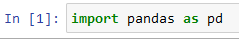 In [1]: import pandas as pd